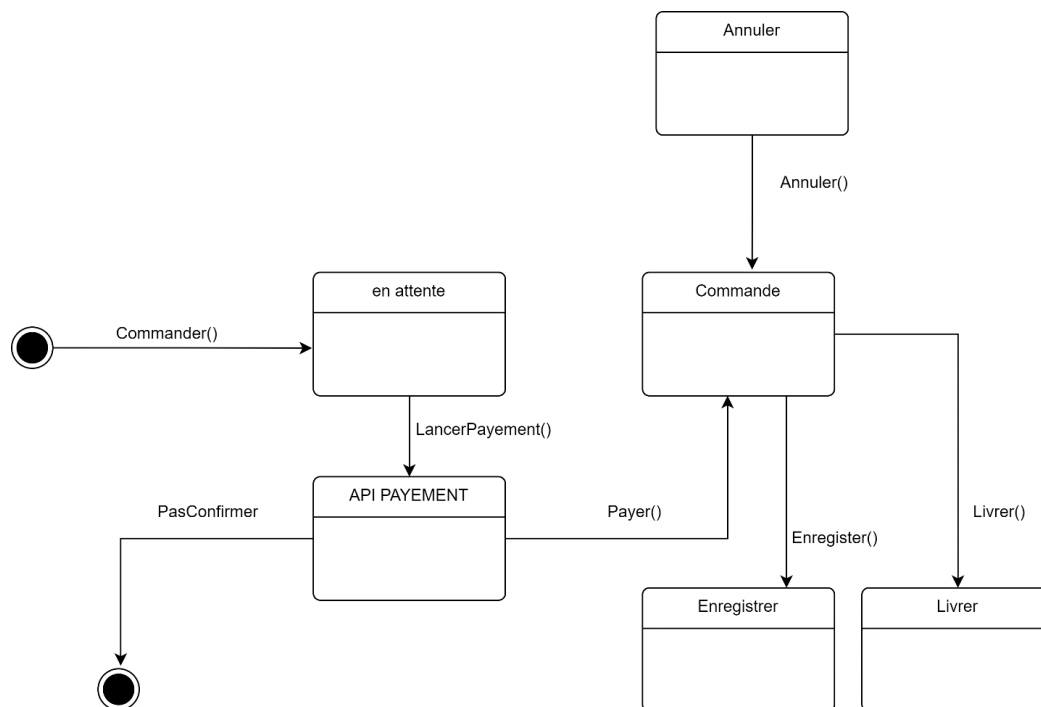 Annuler
Annuler()
en attente
Commande
Commander()
LancerPayement()
API PAYEMENT
PasConfirmer
Payer()
Livrer()
Enregister()
Enregistrer
Livrer